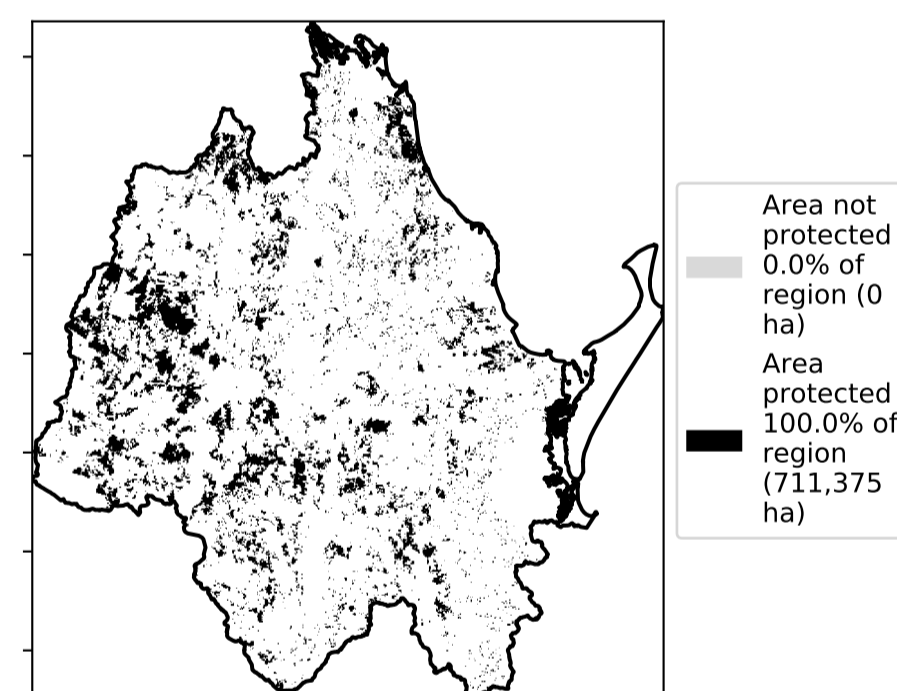 Area not
protected
0.0% of
region (0
ha)
Area
protected
100.0% of
region
(711,375
ha)